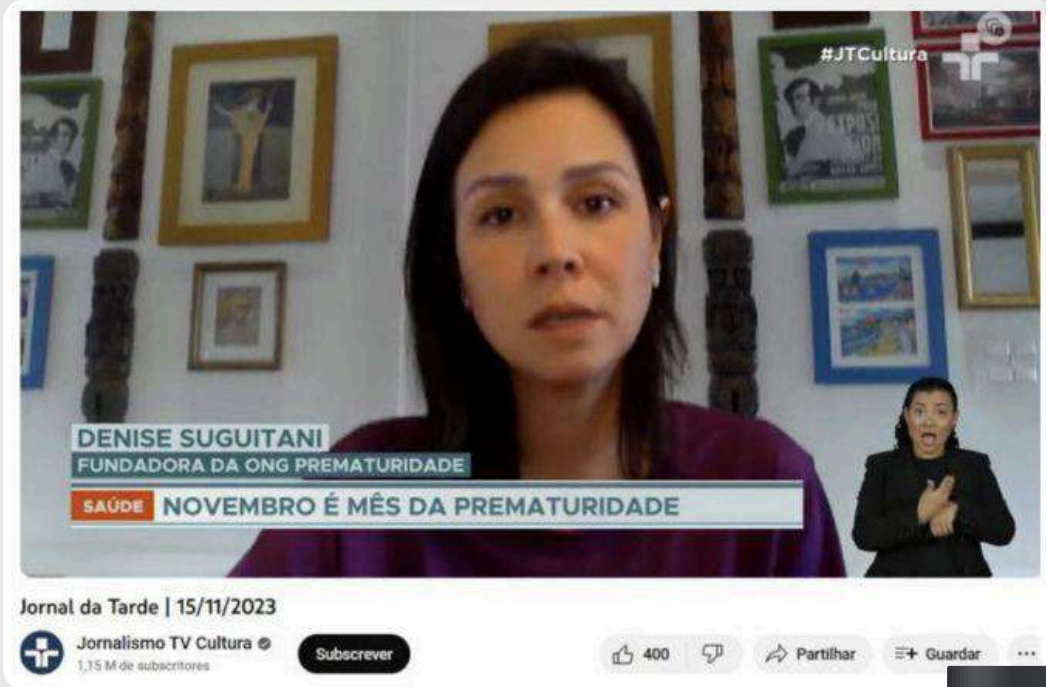 #JTCultura
DENISE SUGUITANI
FUNDADORA DA ONG PREMATURIDADE
SAÚDE NOVEMBRO É MÊS DA PREMATURIDADE
Jornal da Tarde | 15/11/2023
Jornalismo TV Cultura
1,15 M de subscritores
Subscrever
400
Partilhar
Guardar